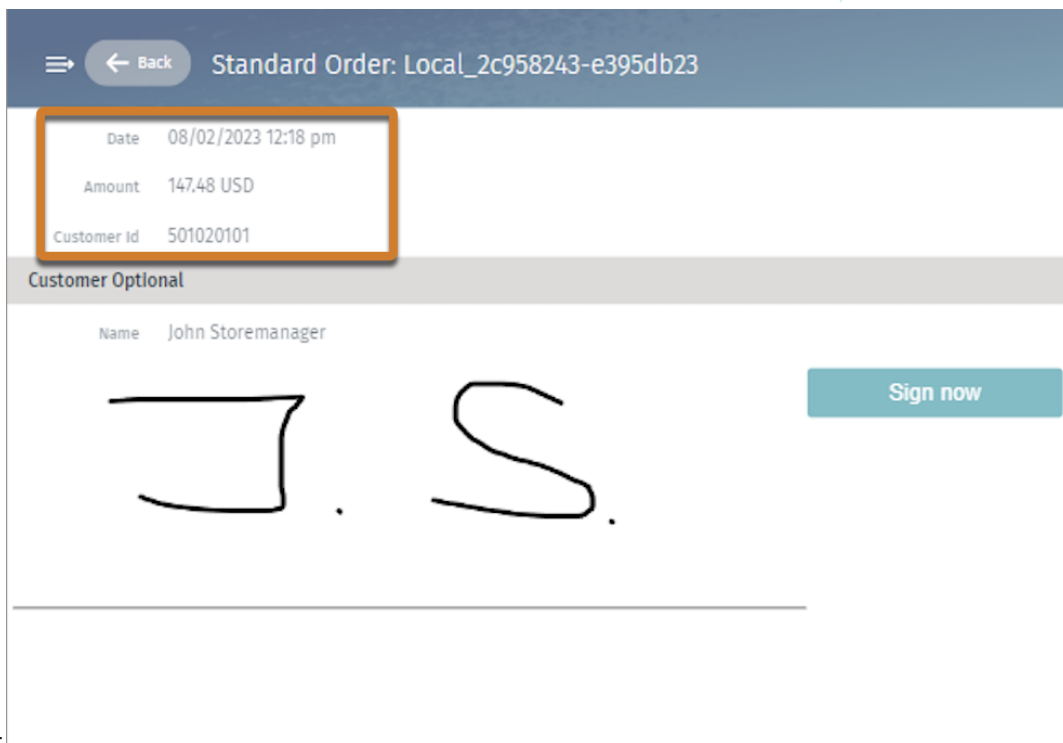 Back Standard Order: Local_2c958243-e395db23
Date 08/02/2023 12:18 pm
Amount 147.48 USD
Customer Id 501020101
Customer Optional
Name John Storemanager
Sign now
J. S.